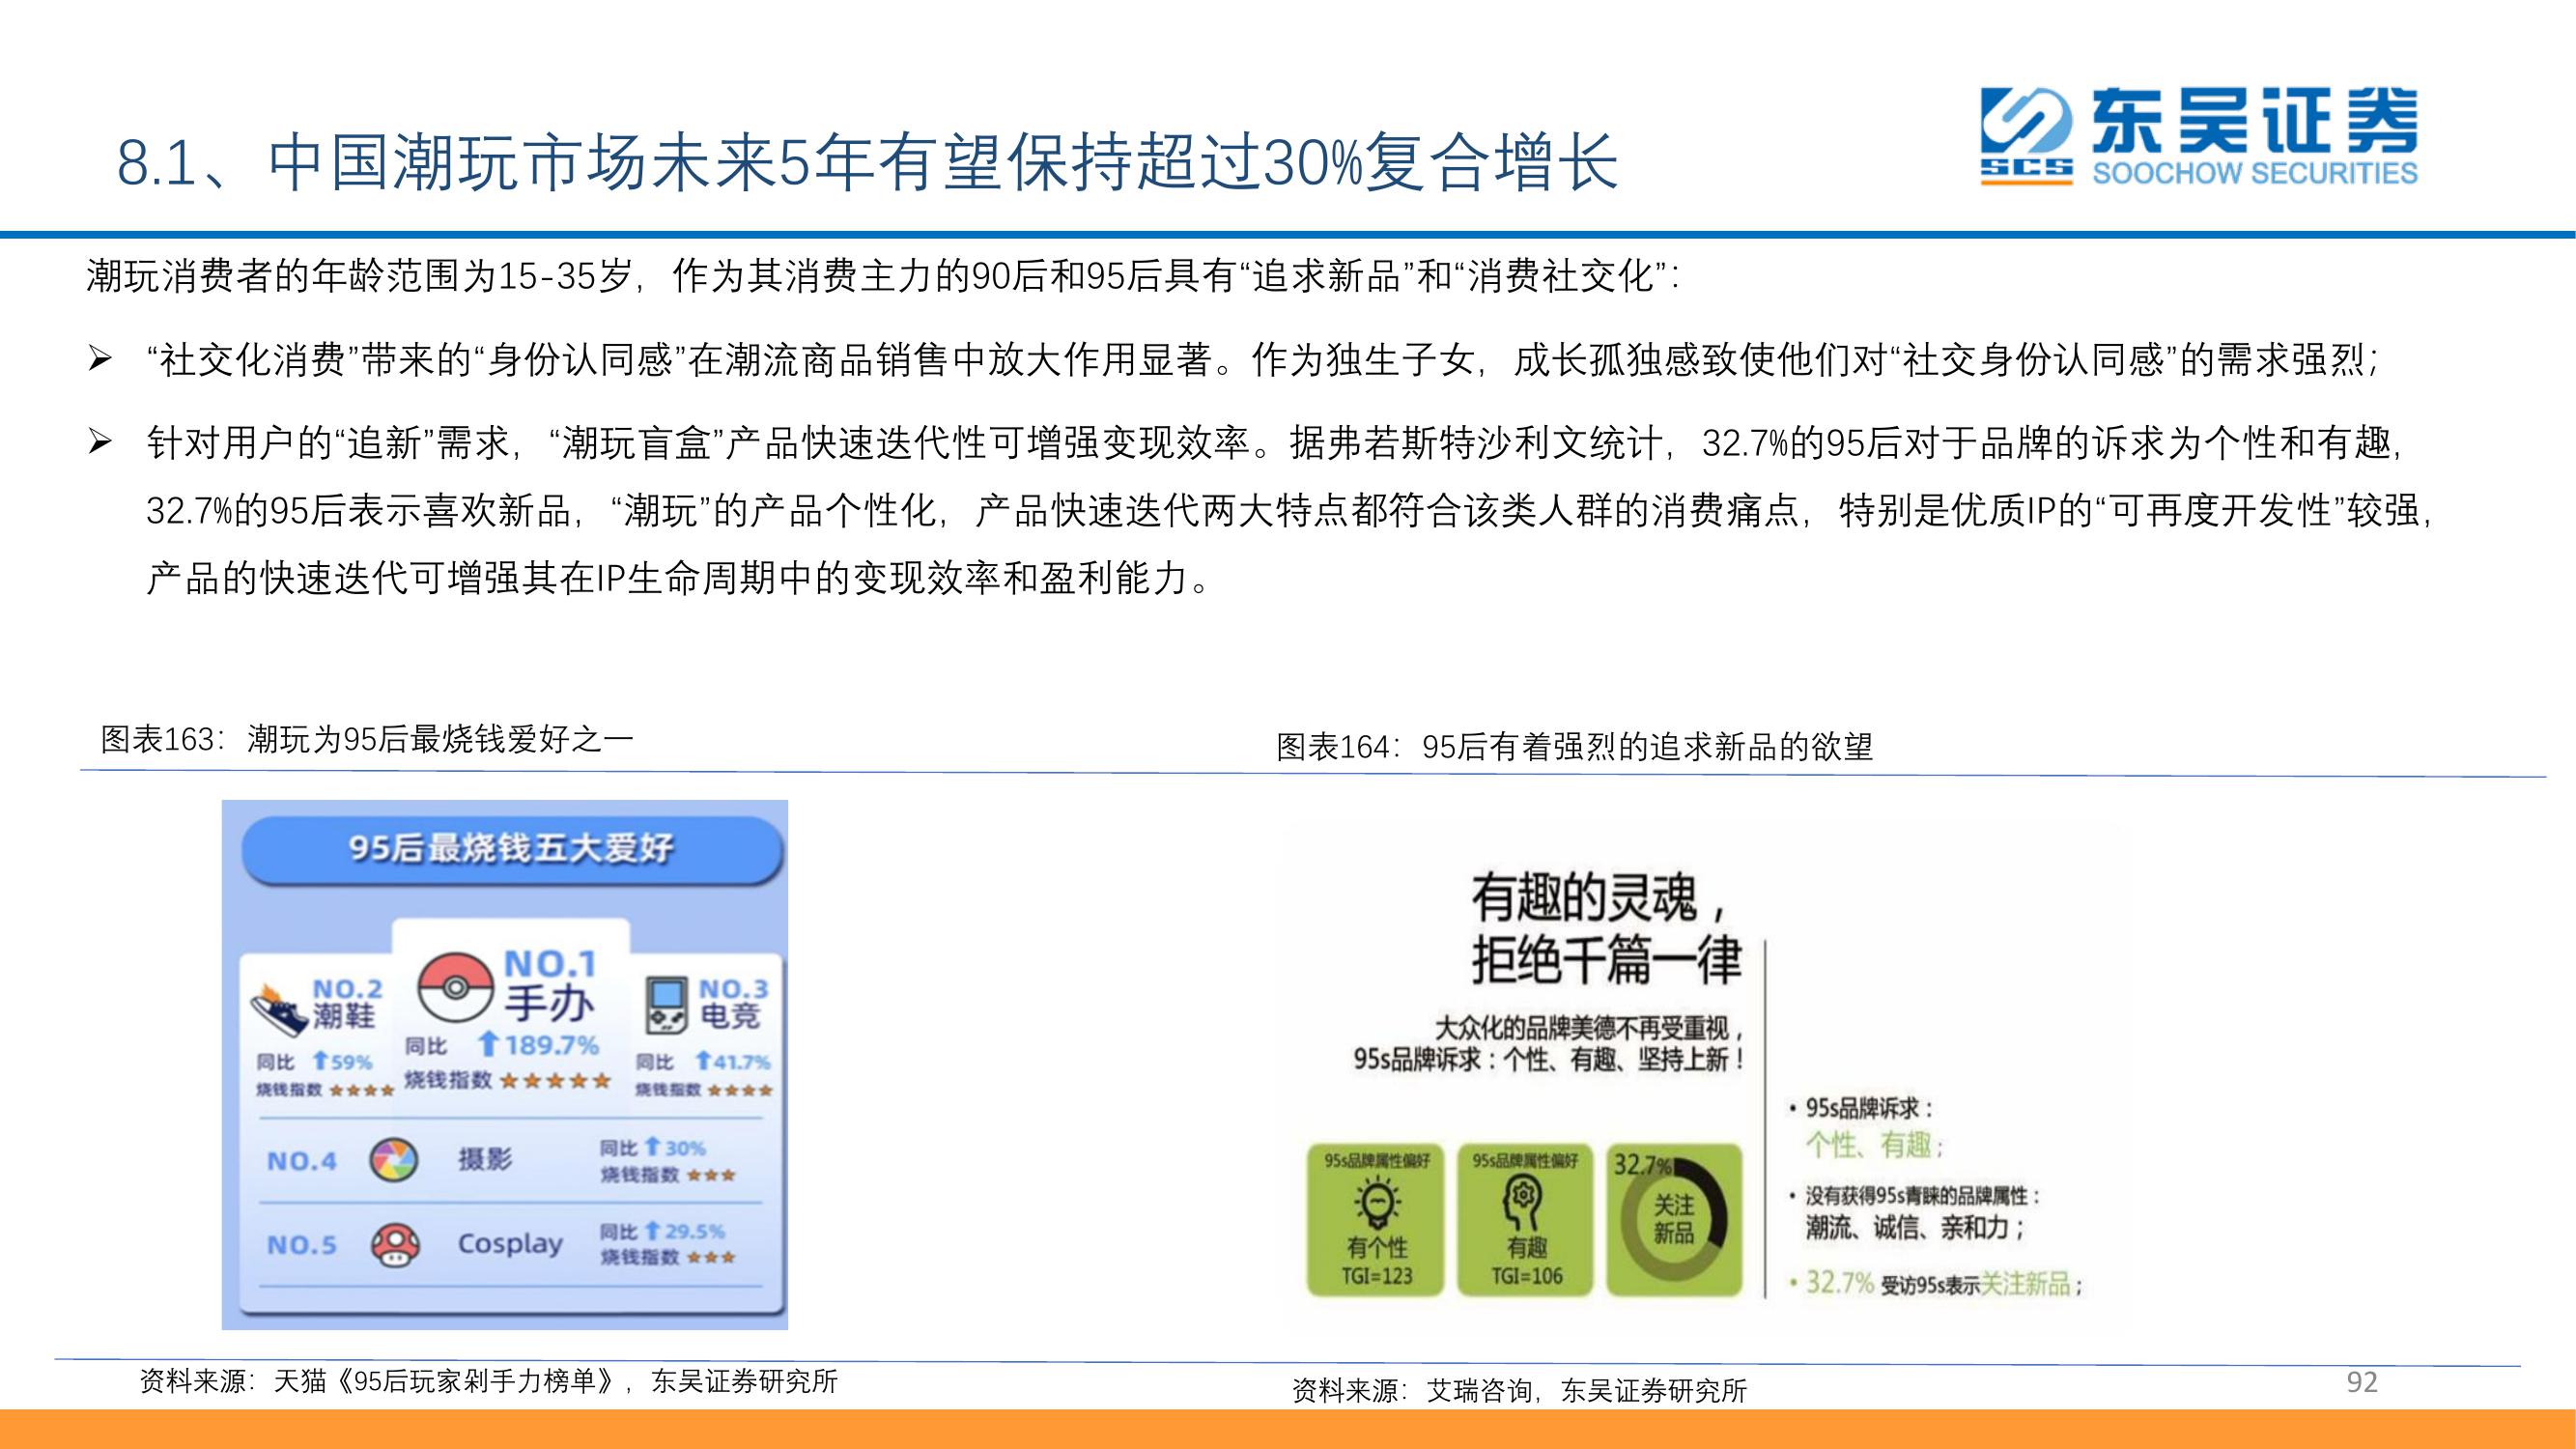 8.1、中国潮玩市场未来5年有望保持超过30%复合增长
东吴证券
SCS
SOOCHOW SECURITIES
潮玩消费者的年龄范围为15-35岁，作为其消费主力的90后和95后具有“追求新品”和“消费社交化”：
➢ “社交化消费”带来的“身份认同感”在潮流商品销售中放大作用显著。作为独生子女，成长孤独感致使他们对“社交身份认同感”的需求强烈；
➢ 针对用户的“追新”需求，“潮玩盲盒”产品快速迭代性可增强变现效率。据弗若斯特沙利文统计，32.7%的95后对于品牌的诉求为个性和有趣，
32.7%的95后表示喜欢新品，“潮玩”的产品个性化，产品快速迭代两大特点都符合该类人群的消费痛点，特别是优质IP的“可再度开发性”较强，
产品的快速迭代可增强其在IP生命周期中的变现效率和盈利能力。
图表163：潮玩为95后最烧钱爱好之一
95后最烧钱五大爱好
NO.1
手办
同比 189.7%
烧钱指数 ★★★★★
NO.2
潮鞋
同比 59%
烧钱指数 ★★★★
NO.3
电竞
同比 41.7%
烧钱指数 ★★★★
NO.4 摄影 同比 30%
烧钱指数 ★★★
NO.5 Cosplay 同比 29.5%
烧钱指数 ★★★
资料来源：天猫《95后玩家剁手力榜单》，东吴证券研究所
图表164：95后有着强烈的追求新品的欲望
有趣的灵魂，
拒绝千篇一律
大众化的品牌美德不再受重视，
95s品牌诉求：个性、有趣、坚持上新！
95s品牌属性偏好
有个性
TGI=123
95s品牌属性偏好
有趣
TGI=106
32.7%
关注
新品
• 95s品牌诉求：
个性、有趣；
• 没有获得95s青睐的品牌属性：
潮流、诚信、亲和力；
• 32.7% 受访95s表示关注新品；
资料来源：艾瑞咨询，东吴证券研究所
92